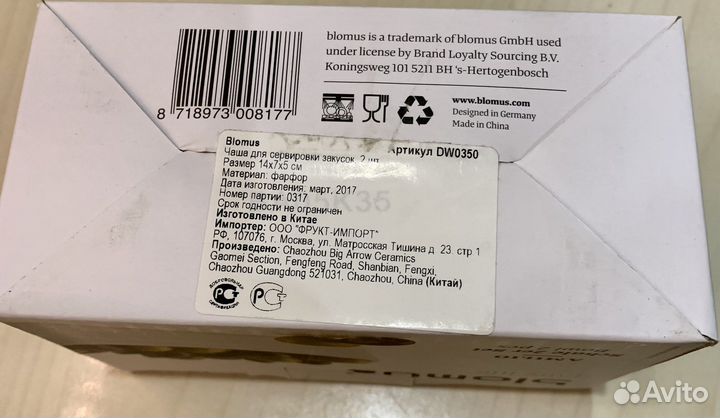 blomus is a trademark of blomus GmbH used
under license by Brand Loyalty Sourcing B.V.
Koningsweg 101 5211 BH 's-Hertogenbosch
8 718973 008177
www.blomus.com
Designed in Germany
Made in China
Blomus
Чаша для сервировки закусок, 2 шт Артикул DW0350
Размер 14х7х5 см
Материал: фарфор
Дата изготовления: март, 2017
Номер партии: 0317
Срок годности не ограничен
Изготовлено в Китае
Импортер: ООО "ФРУКТ-ИМПОРТ"
РФ, 107076, г. Москва, ул. Матросская Тишина д 23 стр 1
Произведено: Chaozhou Big Arrow Ceramics
Gaomei Section, Fengfeng Road, Shanbian, Fengxi,
Chaozhou Guangdong 521031, Chaozhou, China (Китай)
ДОБРОВОЛЬНАЯ
СЕРТИФИКАЦИЯ
blomus
Avito